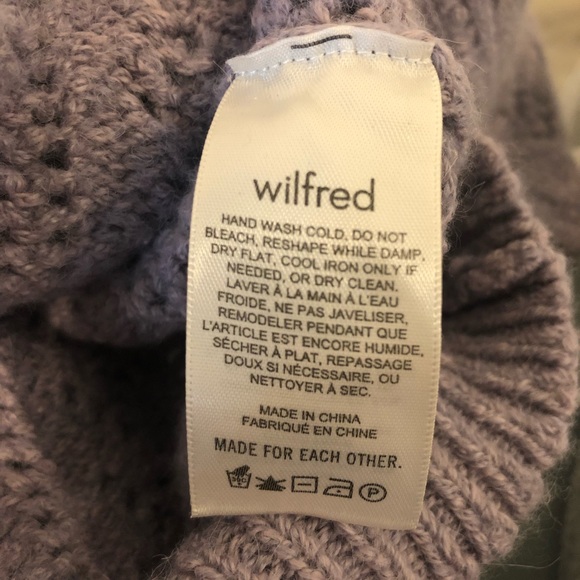 wilfred
HAND WASH COLD, DO NOT
BLEACH, RESHAPE WHILE DAMP,
DRY FLAT, COOL IRON ONLY IF
NEEDED, OR DRY CLEAN.
LAVER À LA MAIN À L'EAU
FROIDE, NE PAS JAVELISER,
REMODELER PENDANT QUE
L'ARTICLE EST ENCORE HUMIDE,
SÉCHER À PLAT, REPASSAGE
DOUX SI NÉCESSAIRE, OU
NETTOYER À SEC.
MADE IN CHINA
FABRIQUÉ EN CHINE
MADE FOR EACH OTHER.
30C P